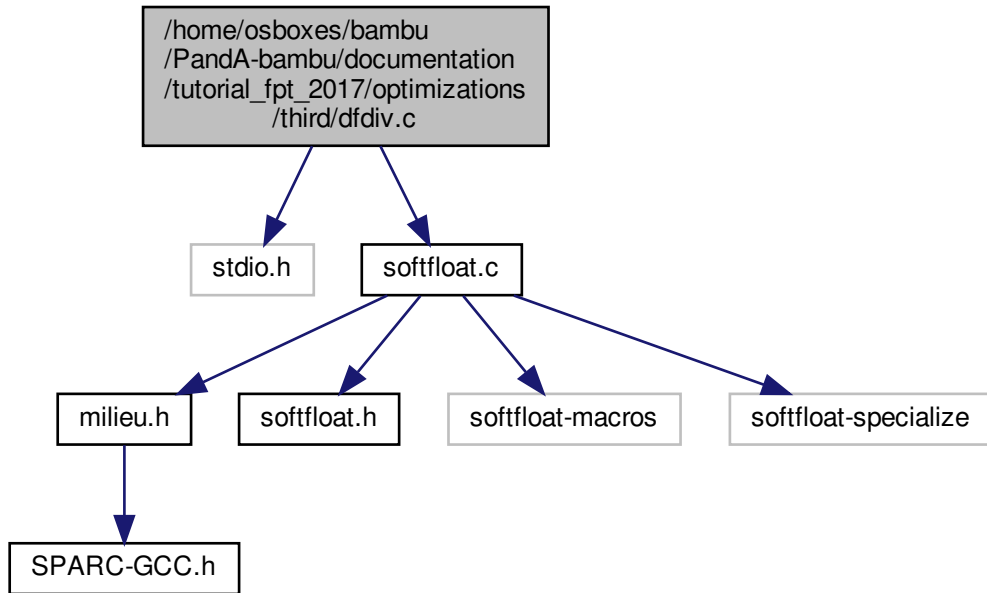 /home/osboxes/bambu
/PandA-bambu/documentation
/tutorial_fpt_2017/optimizations
/third/dfdiv.c
stdio.h
softfloat.c
milieu.h
softfloat.h
softfloat-macros
softfloat-specialize
SPARC-GCC.h